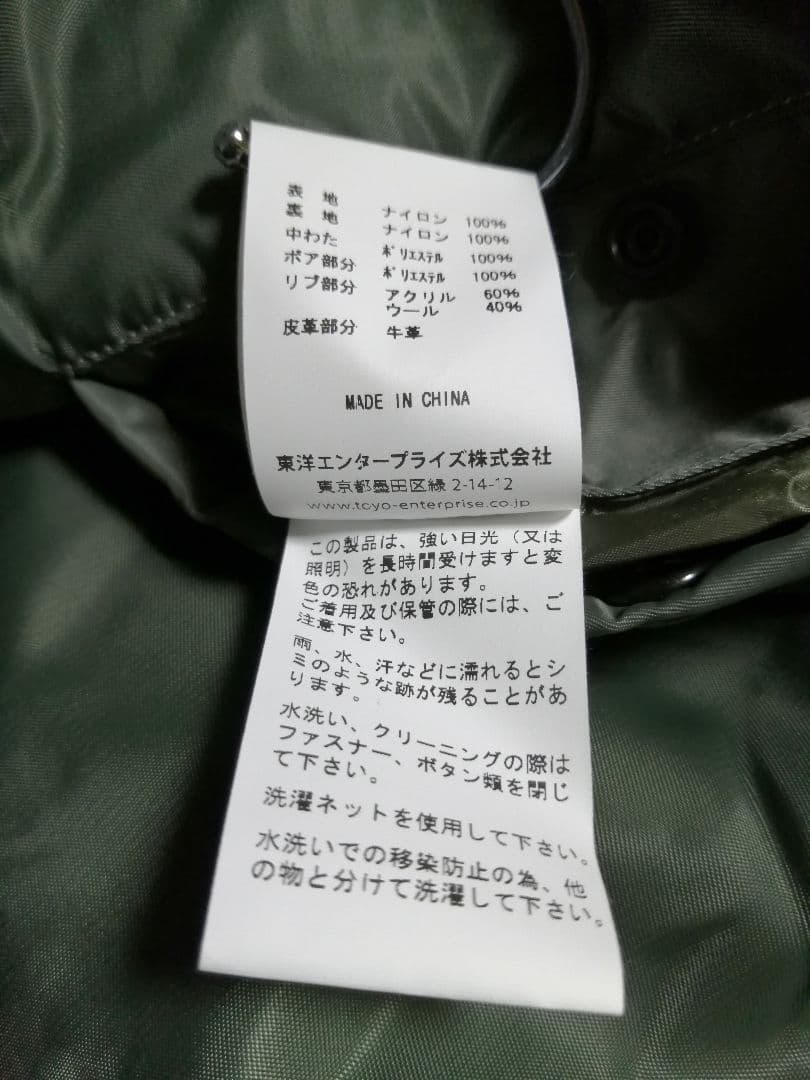 表 地 ナイロン 100%
裏 地 ナイロン 100%
中わた ポリエステル 100%
ボア部分 ポリエステル 100%
リブ部分 アクリル 60%
ウール 40%
皮革部分 牛革
MADE IN CHINA
東洋エンタープライズ株式会社
東京都墨田区緑 2-14-12
www.toyo-enterprise.co.jp
この製品は、強い日光(又は
照明)を長時間受けますと変
色の恐れがあります。
ご着用及び保管の際には、ご
注意下さい。
雨、水、汗などに濡れるとシ
ミのような跡が残ることがあ
ります。
水洗い、クリーニングの際は
ファスナー、ボタン類を閉じ
て下さい。
洗濯ネットを使用して下さい。
水洗いでの移染防止の為、他
の物と分けて洗濯して下さい。